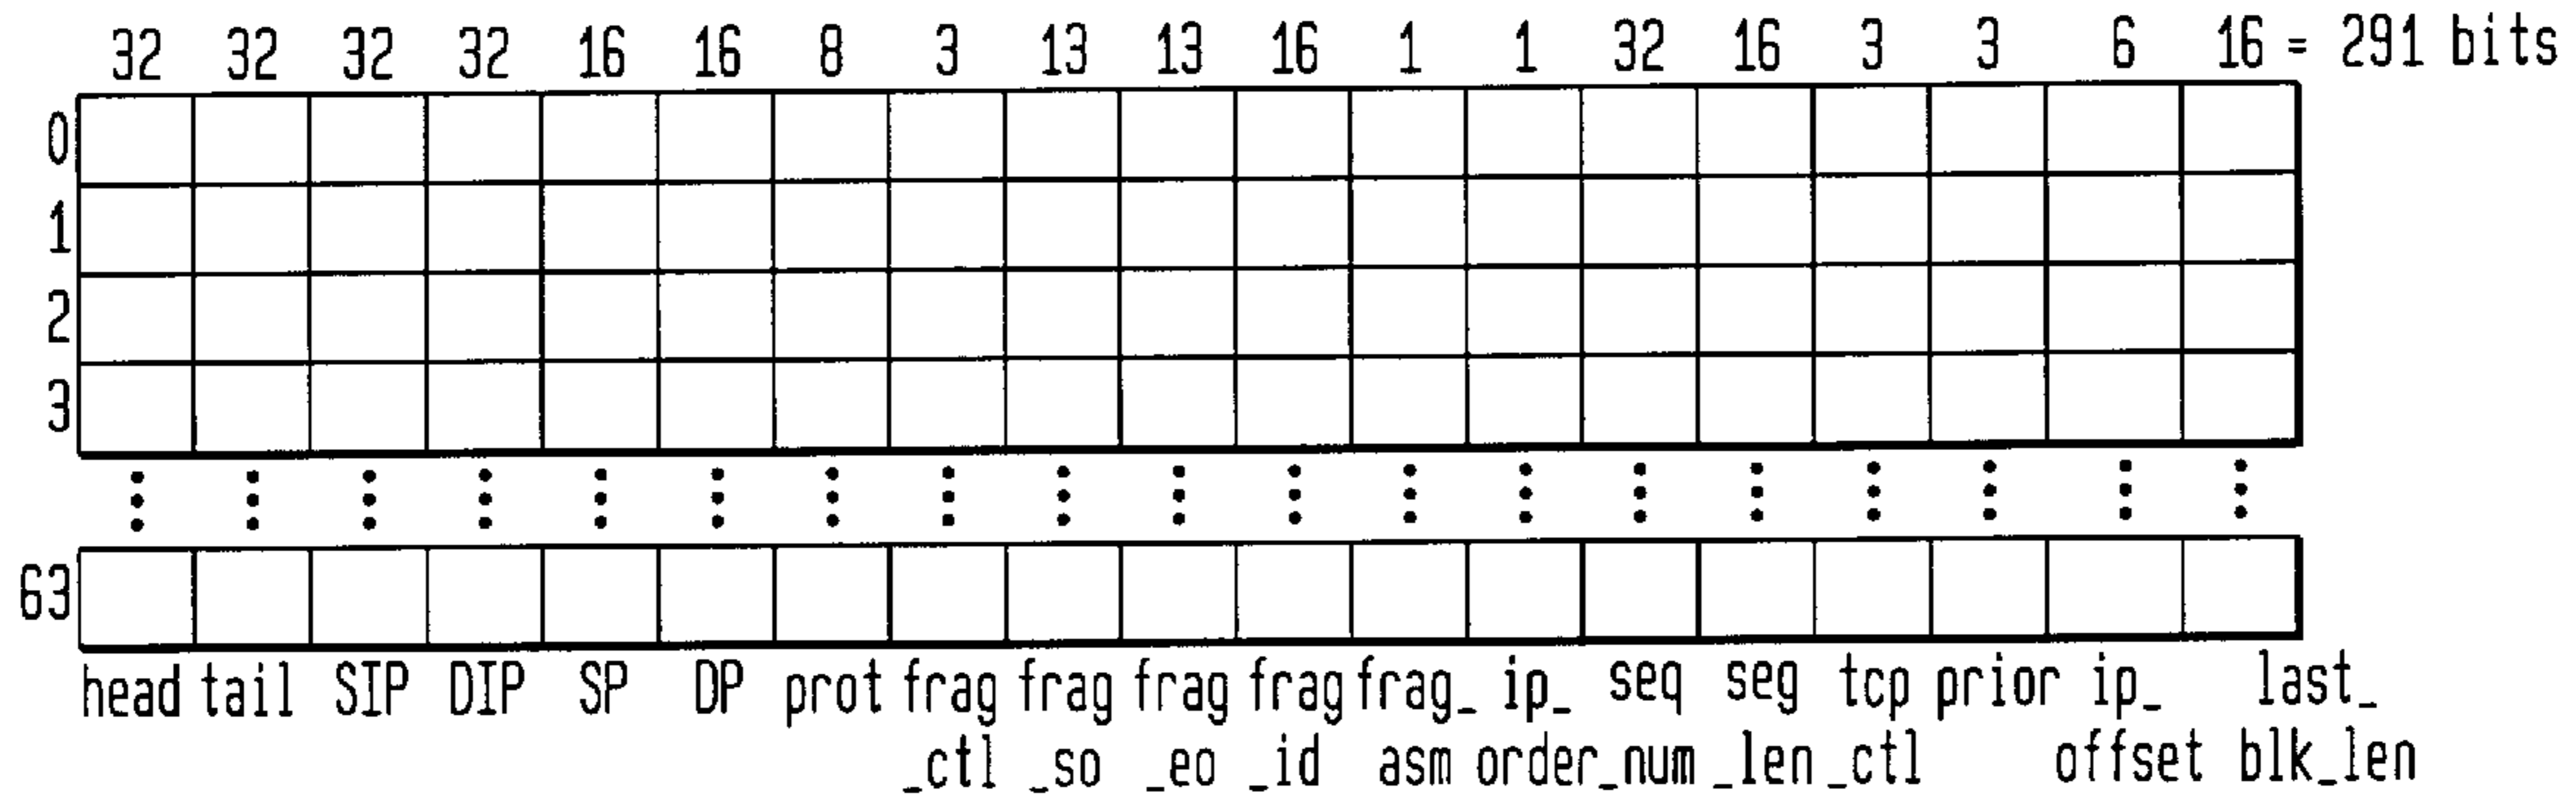 32 32 32 32 16 16 8 3 13 13 16 1 1 32 16 3 3 6 16 = 291 bits
0
1
2
3
63
head tail SIP DIP SP DP prot frag frag frag frag frag_ ip_ seq seg tcp prior ip_ last_
_ctl _so _eo _id asm order _num _len _ctl offset blk_len